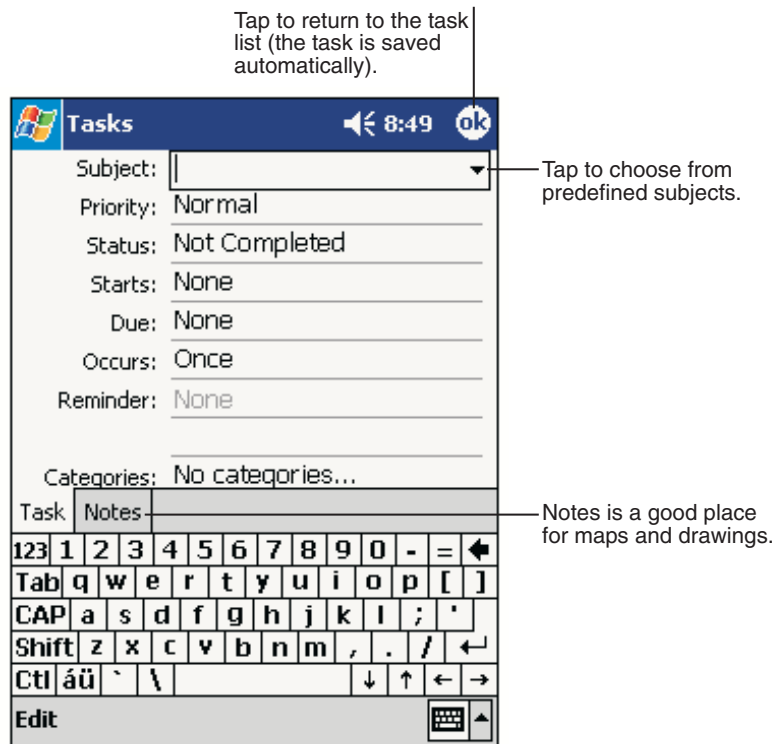 Tap to return to the task
list (the task is saved
automatically).
Tasks 8:49 ok
Subject:
Tap to choose from
predefined subjects.
Priority: Normal
Status: Not Completed
Starts: None
Due: None
Occurs: Once
Reminder: None
Categories: No categories...
Task Notes
Notes is a good place
for maps and drawings.
123 1 2 3 4 5 6 7 8 9 0 - = 🡄
Tab q w e r t y u i o p [ ]
CAP a s d f g h j k l ; '
Shift z x c v b n m , . / ↵
Ctl áü ` \ ↓ ↑ ← →
Edit